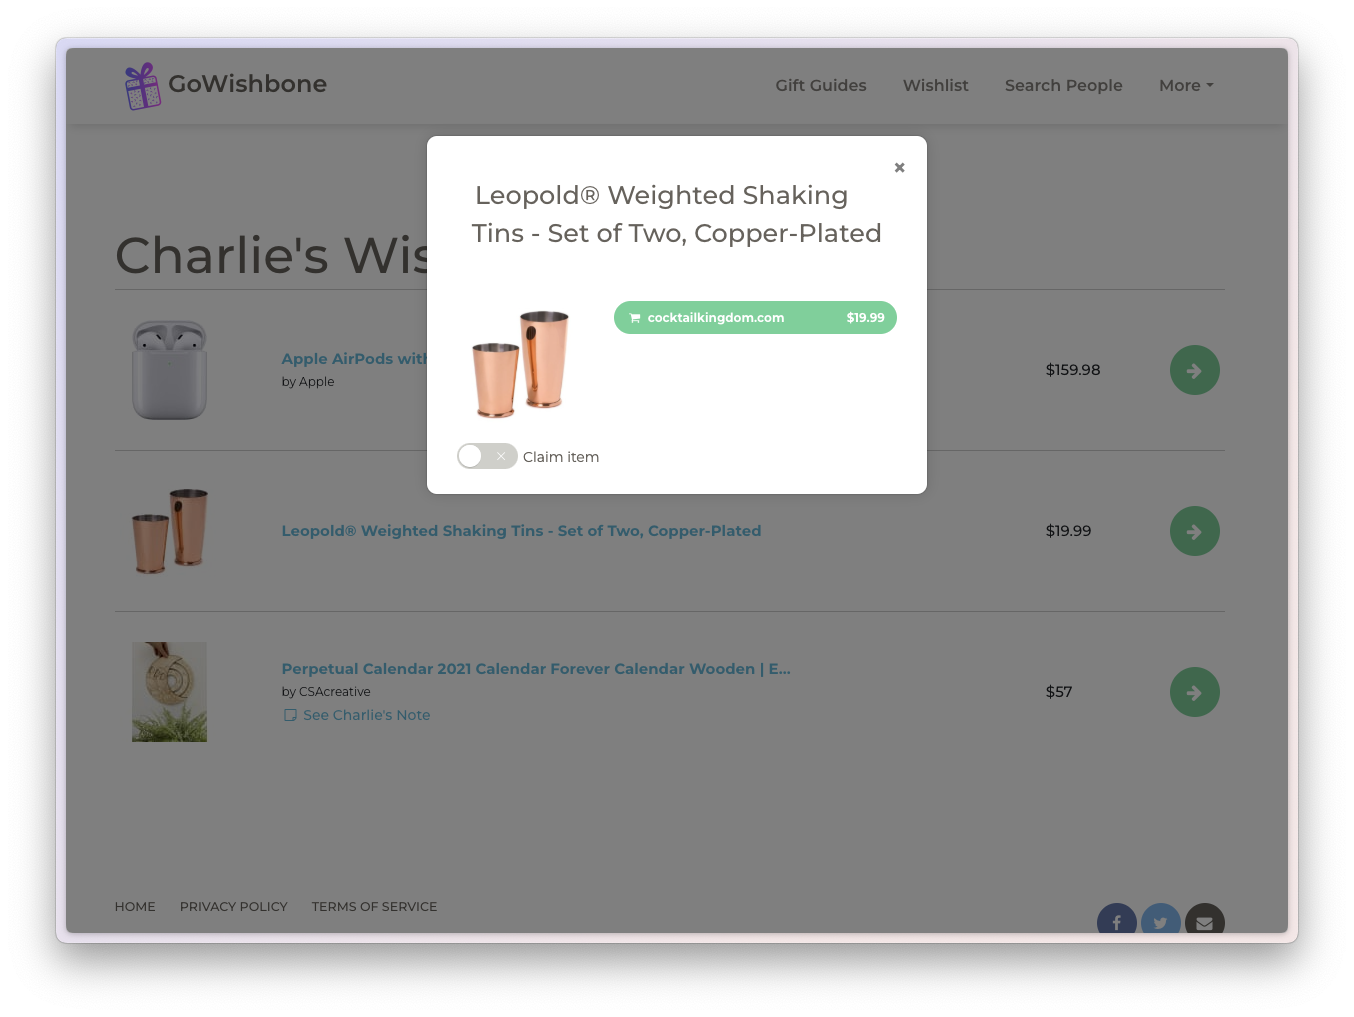 GoWishbone
Gift Guides
Wishlist
Search People
More
×
Leopold® Weighted Shaking
Tins - Set of Two, Copper-Plated
cocktailkingdom.com
$19.99
Claim item
Charlie's Wis
Apple AirPods with
by Apple
$159.98
Leopold® Weighted Shaking Tins - Set of Two, Copper-Plated
$19.99
Perpetual Calendar 2021 Calendar Forever Calendar Wooden | E...
by CSAcreative
See Charlie's Note
$57
HOME
PRIVACY POLICY
TERMS OF SERVICE